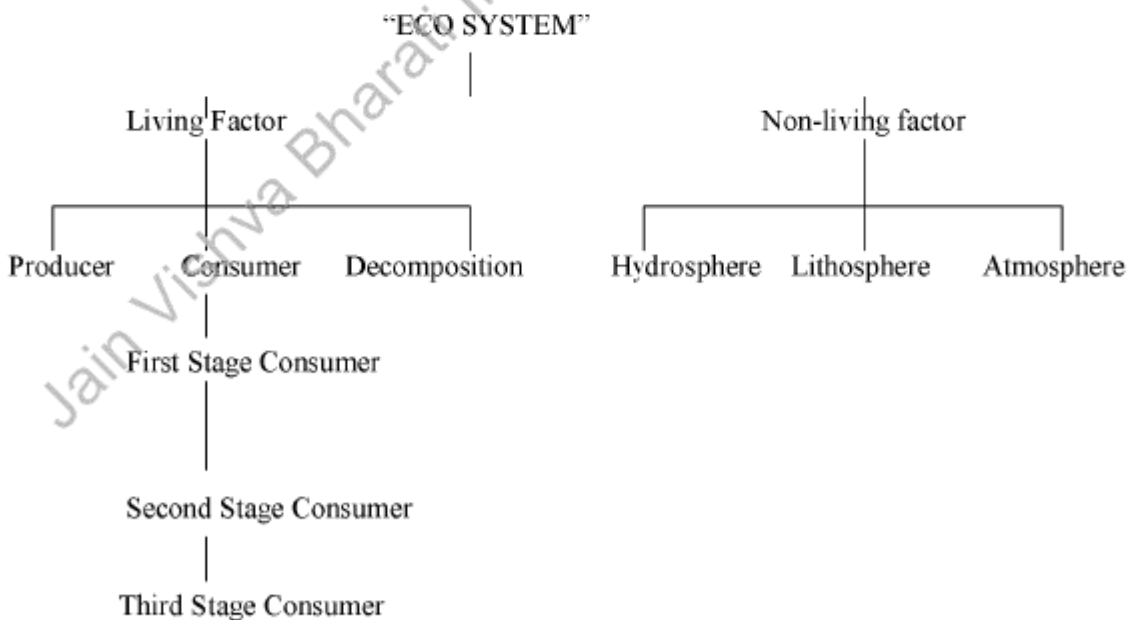 “ECO SYSTEM”
Living Factor Non-living factor
Producer Consumer Decomposition Hydrosphere Lithosphere Atmosphere
First Stage Consumer
Second Stage Consumer
Third Stage Consumer
Jain Vishva Bharati